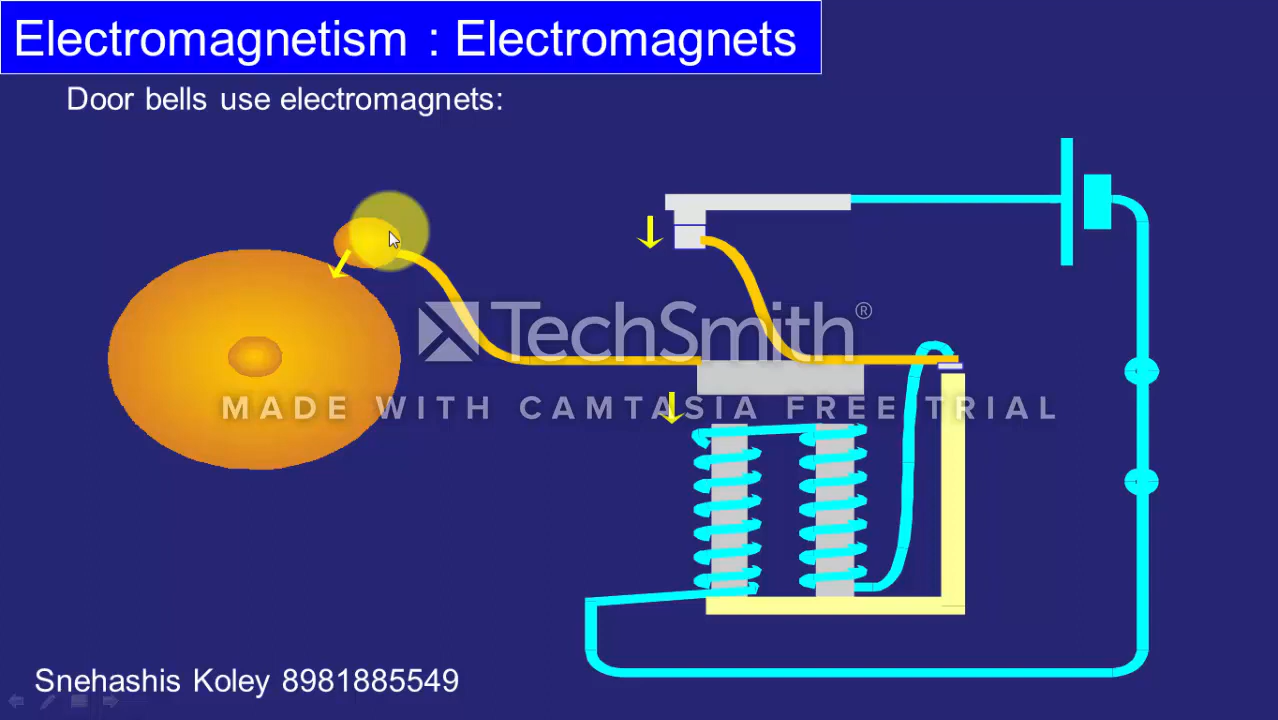 Electromagnetism : Electromagnets
Door bells use electromagnets:
TechSmith®
MADE WITH CAMTASIA FREE TRIAL
Snehashis Koley 8981885549